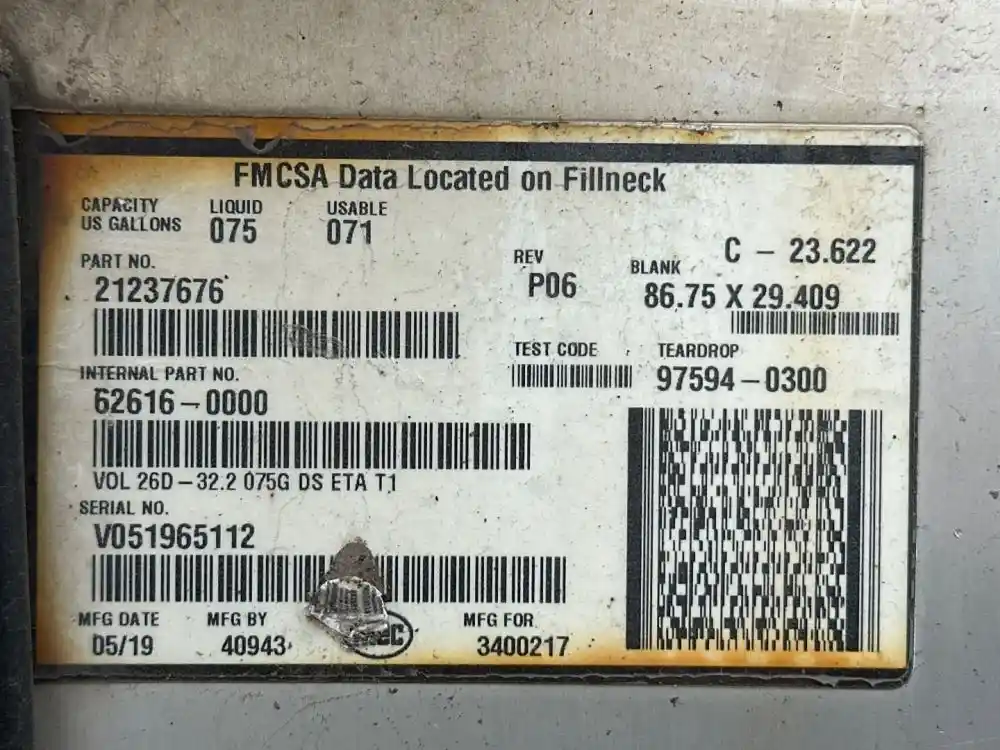 FMCSA Data Located on Fillneck
CAPACITY
US GALLONS
LIQUID
075
USABLE
071
PART NO.
21237676
REV
P06
BLANK
C - 23.622
86.75 X 29.409
TEST CODE
TEARDROP
97594-0300
INTERNAL PART NO.
62616-0000
VOL 26D-32.2 075G DS ETA T1
SERIAL NO.
V051965112
MFG DATE
05/19
MFG BY
40943
MFG FOR
3400217